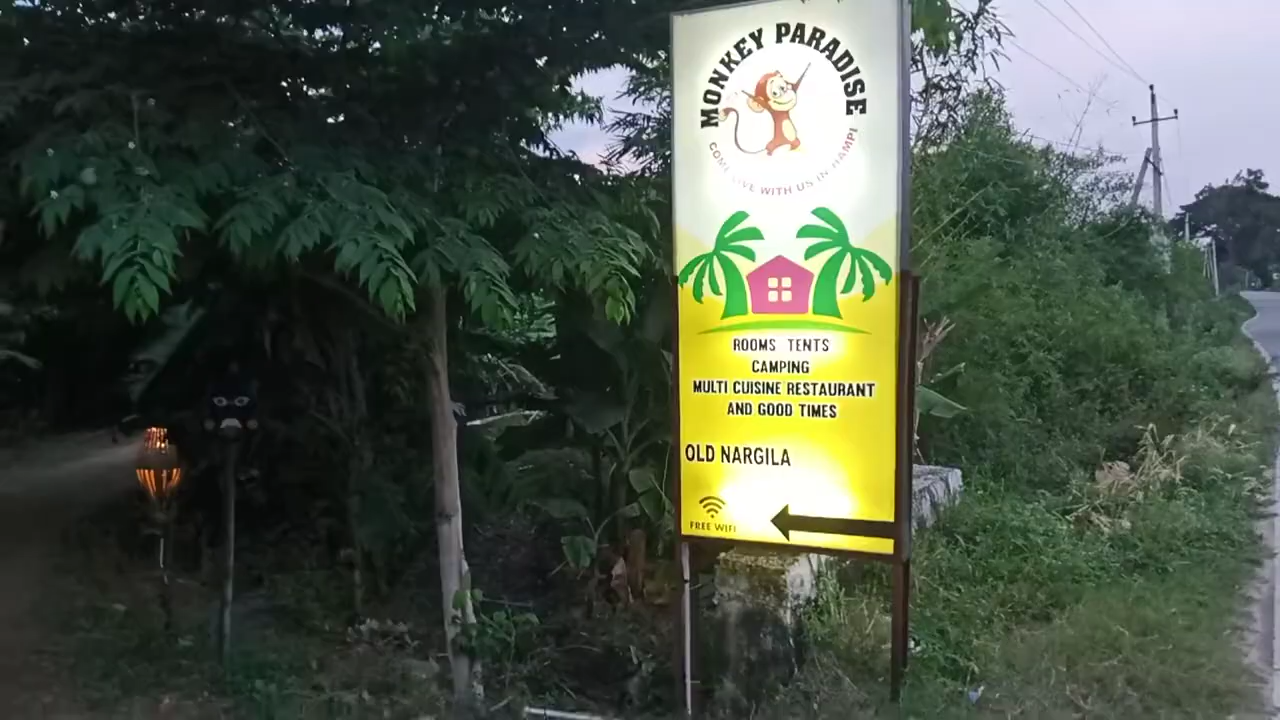 MONKEY PARADISE
COME LIVE WITH US IN HAMPI
ROOMS TENTS
CAMPING
MULTI CUISINE RESTAURANT
AND GOOD TIMES
OLD NARGILA
FREE WIFI